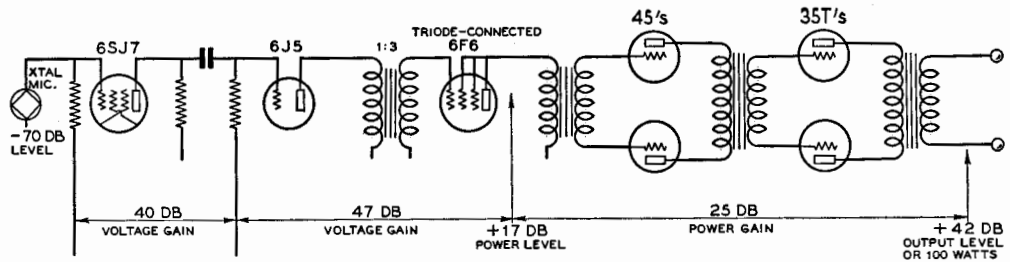 45's
35T's
TRIODE-CONNECTED
6SJ7
6J5
1:3
6F6
XTAL
MIC.
-70 DB
LEVEL
40 DB
VOLTAGE GAIN
47 DB
VOLTAGE GAIN
+17 DB
POWER LEVEL
25 DB
POWER GAIN
+42 DB
OUTPUT LEVEL
OR 100 WATTS